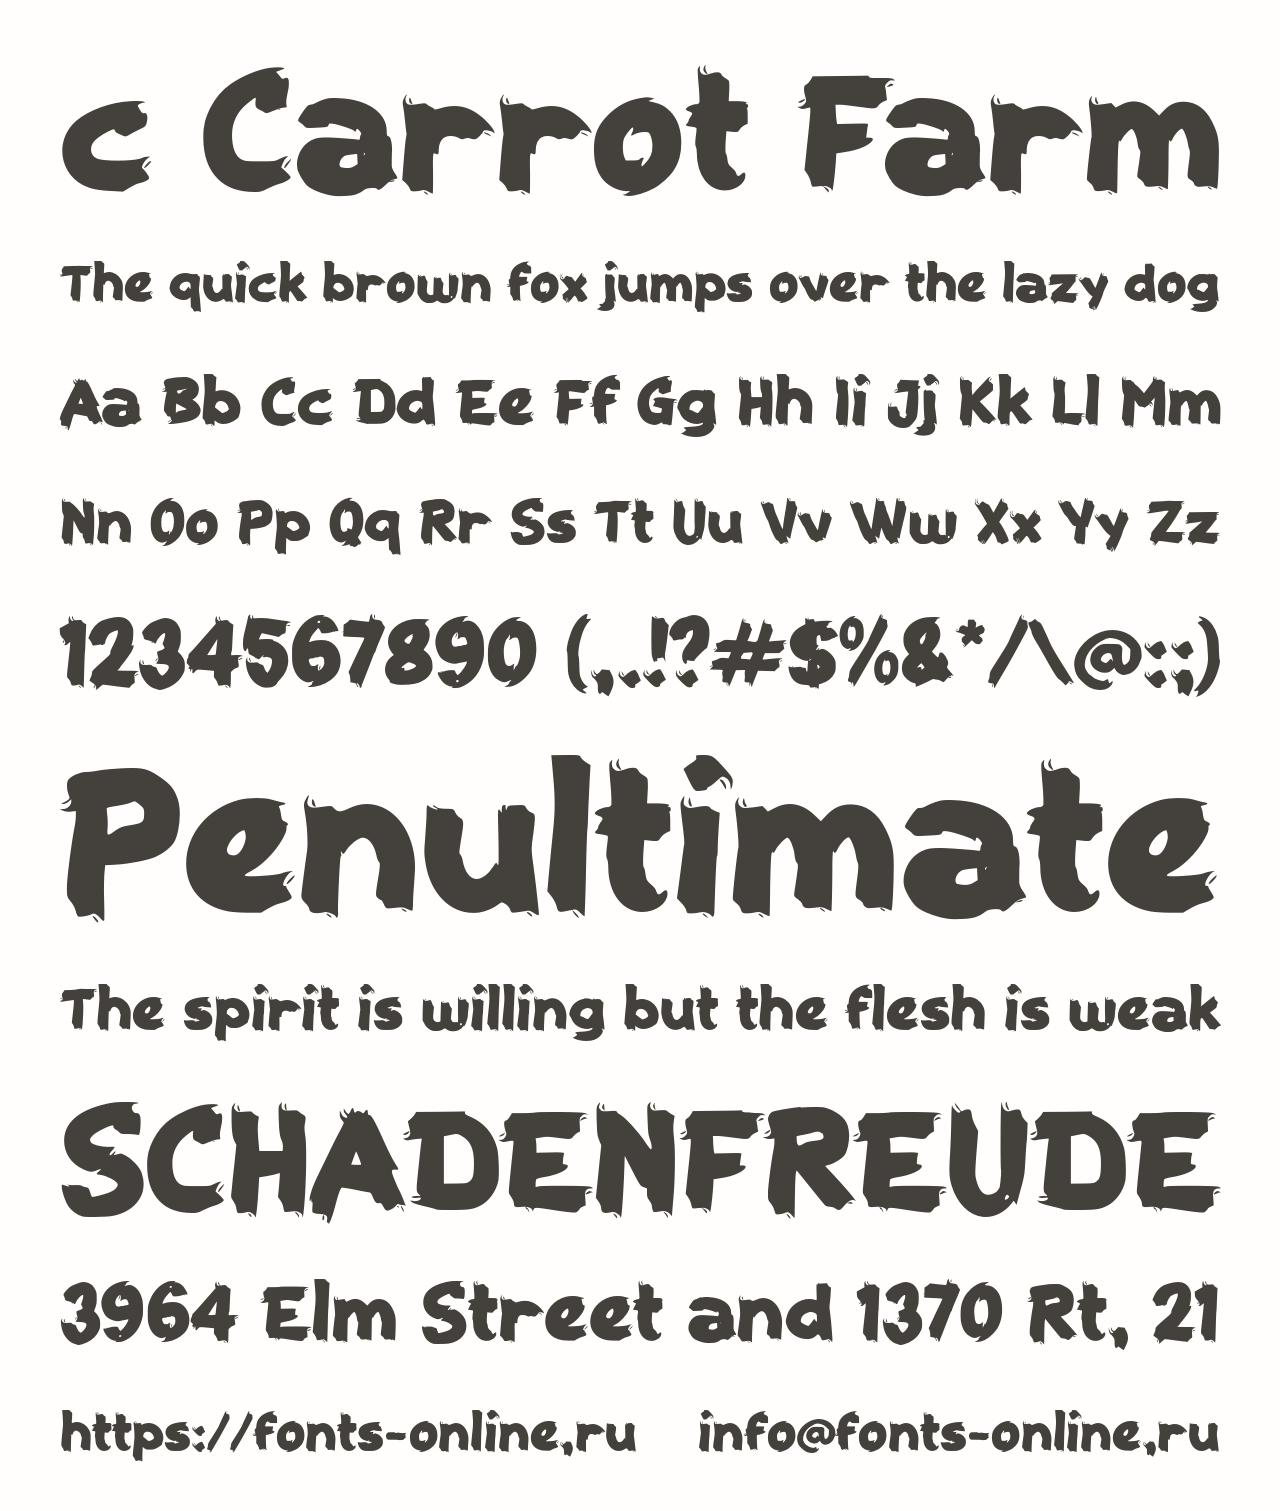 c Carrot Farm
The quick brown fox jumps over the lazy dog
Aa Bb Cc Dd Ee Ff Gg Hh Ii Jj Kk Ll Mm
Nn Oo Pp Qq Rr Ss Tt Uu Vv Ww Xx Yy Zz
1234567890 (,..!?#$%&*/\@:;)
Penultimate
The spirit is willing but the flesh is weak
SCHADENFREUDE
3964 Elm Street and 1370 Rt, 21
https://fonts-online,ru info@fonts-online,ru